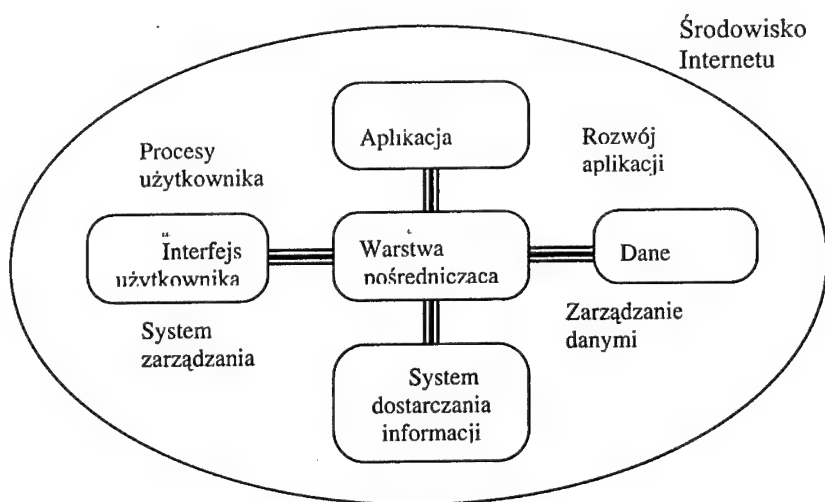 Środowisko
Internetu
Aplikacja
Procesy
użytkownika
Rozwój
aplikacji
Interfejs
użytkownika
Warstwa
pośrednicząca
Dane
System
zarządzania
Zarządzanie
danymi
System
dostarczania
informacji